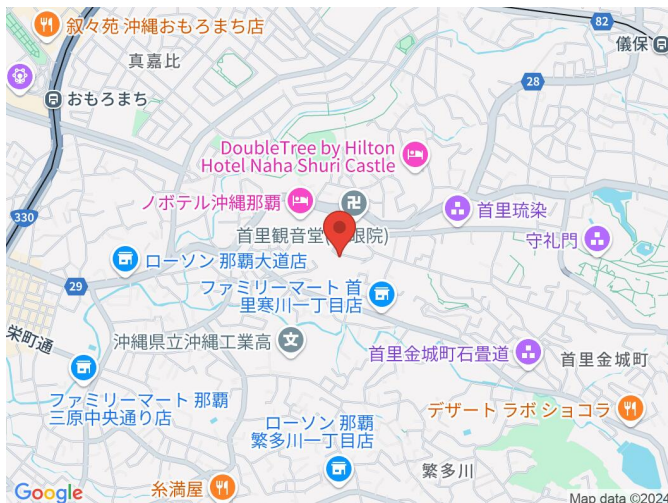 叙々苑 沖縄おもろまち店
82
真嘉比
儀保
28
おもろまち
DoubleTree by Hilton
Hotel Naha Shuri Castle
ノボテル沖縄那覇
330
首里琉染
首里観音堂(
眼院)
守礼門
ローソン 那覇大道店
29
ファミリーマート 首
里寒川一丁目店
栄町通
沖縄県立沖縄工業高
首里金城町石畳道
首里金城町
ファミリーマート 那覇
三原中央通り店
デザート ラボ ショコラ
ローソン 那覇
繁多川一丁目店
繁多川
糸満屋
Google
Map data ©2024